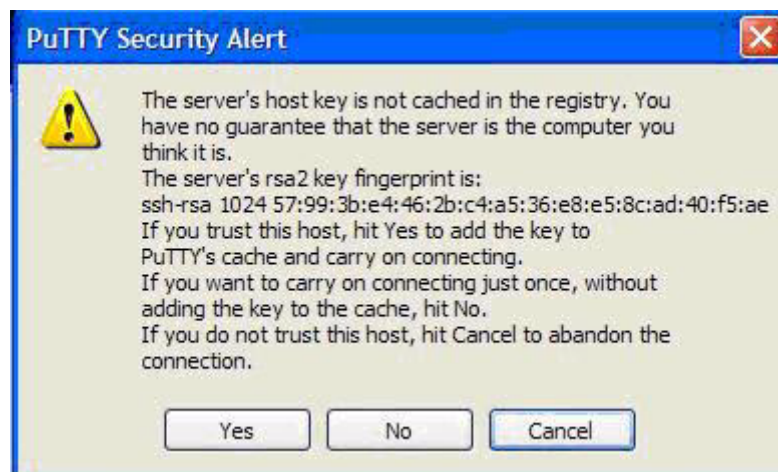 PuTTY Security Alert
The server's host key is not cached in the registry. You
have no guarantee that the server is the computer you
think it is.
The server's rsa2 key fingerprint is:
ssh-rsa 1024 57:99:3b:e4:46:2b:c4:a5:36:e8:e5:8c:ad:40:f5:ae
If you trust this host, hit Yes to add the key to
PuTTY's cache and carry on connecting.
If you want to carry on connecting just once, without
adding the key to the cache, hit No.
If you do not trust this host, hit Cancel to abandon the
connection.
Yes No Cancel